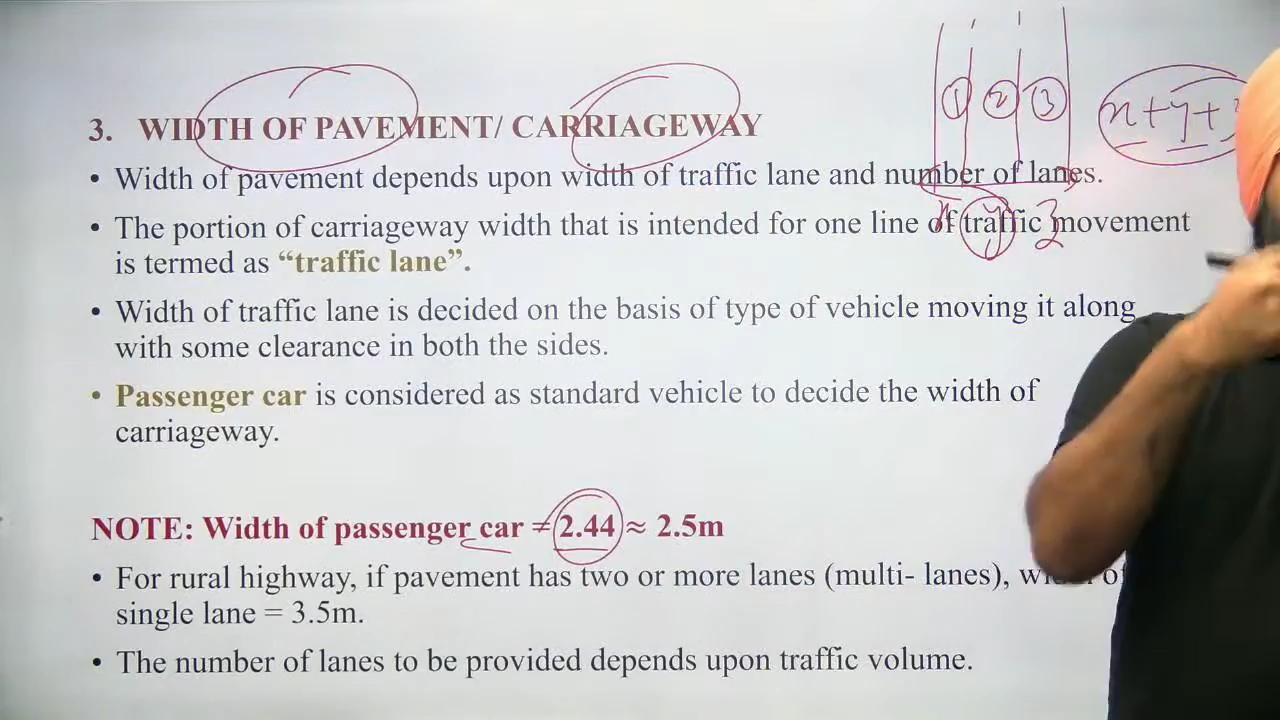 ① ② ③
x+y+z
3. WIDTH OF PAVEMENT/ CARRIAGEWAY
• Width of pavement depends upon width of traffic lane and number of lanes.
• The portion of carriageway width that is intended for one line of traffic movement
x y z
is termed as “traffic lane”.
• Width of traffic lane is decided on the basis of type of vehicle moving it along
with some clearance in both the sides.
• Passenger car is considered as standard vehicle to decide the width of
carriageway.
NOTE: Width of passenger car = 2.44 ≈ 2.5m
• For rural highway, if pavement has two or more lanes (multi- lanes), width of
single lane = 3.5m.
• The number of lanes to be provided depends upon traffic volume.